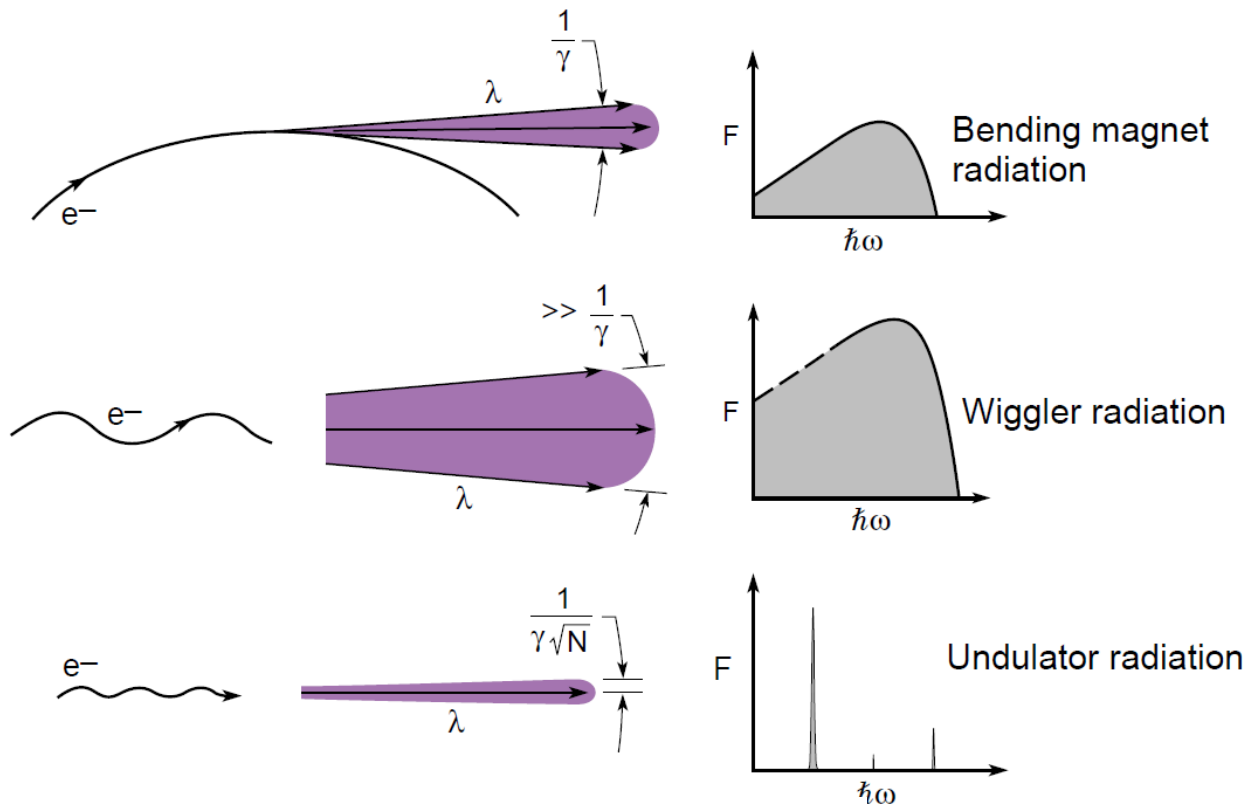 1
γ
λ
e–
F
ħω
Bending magnet
radiation
>> 1
γ
e–
λ
F
ħω
Wiggler radiation
1
γ√N
e–
λ
F
ħω
Undulator radiation